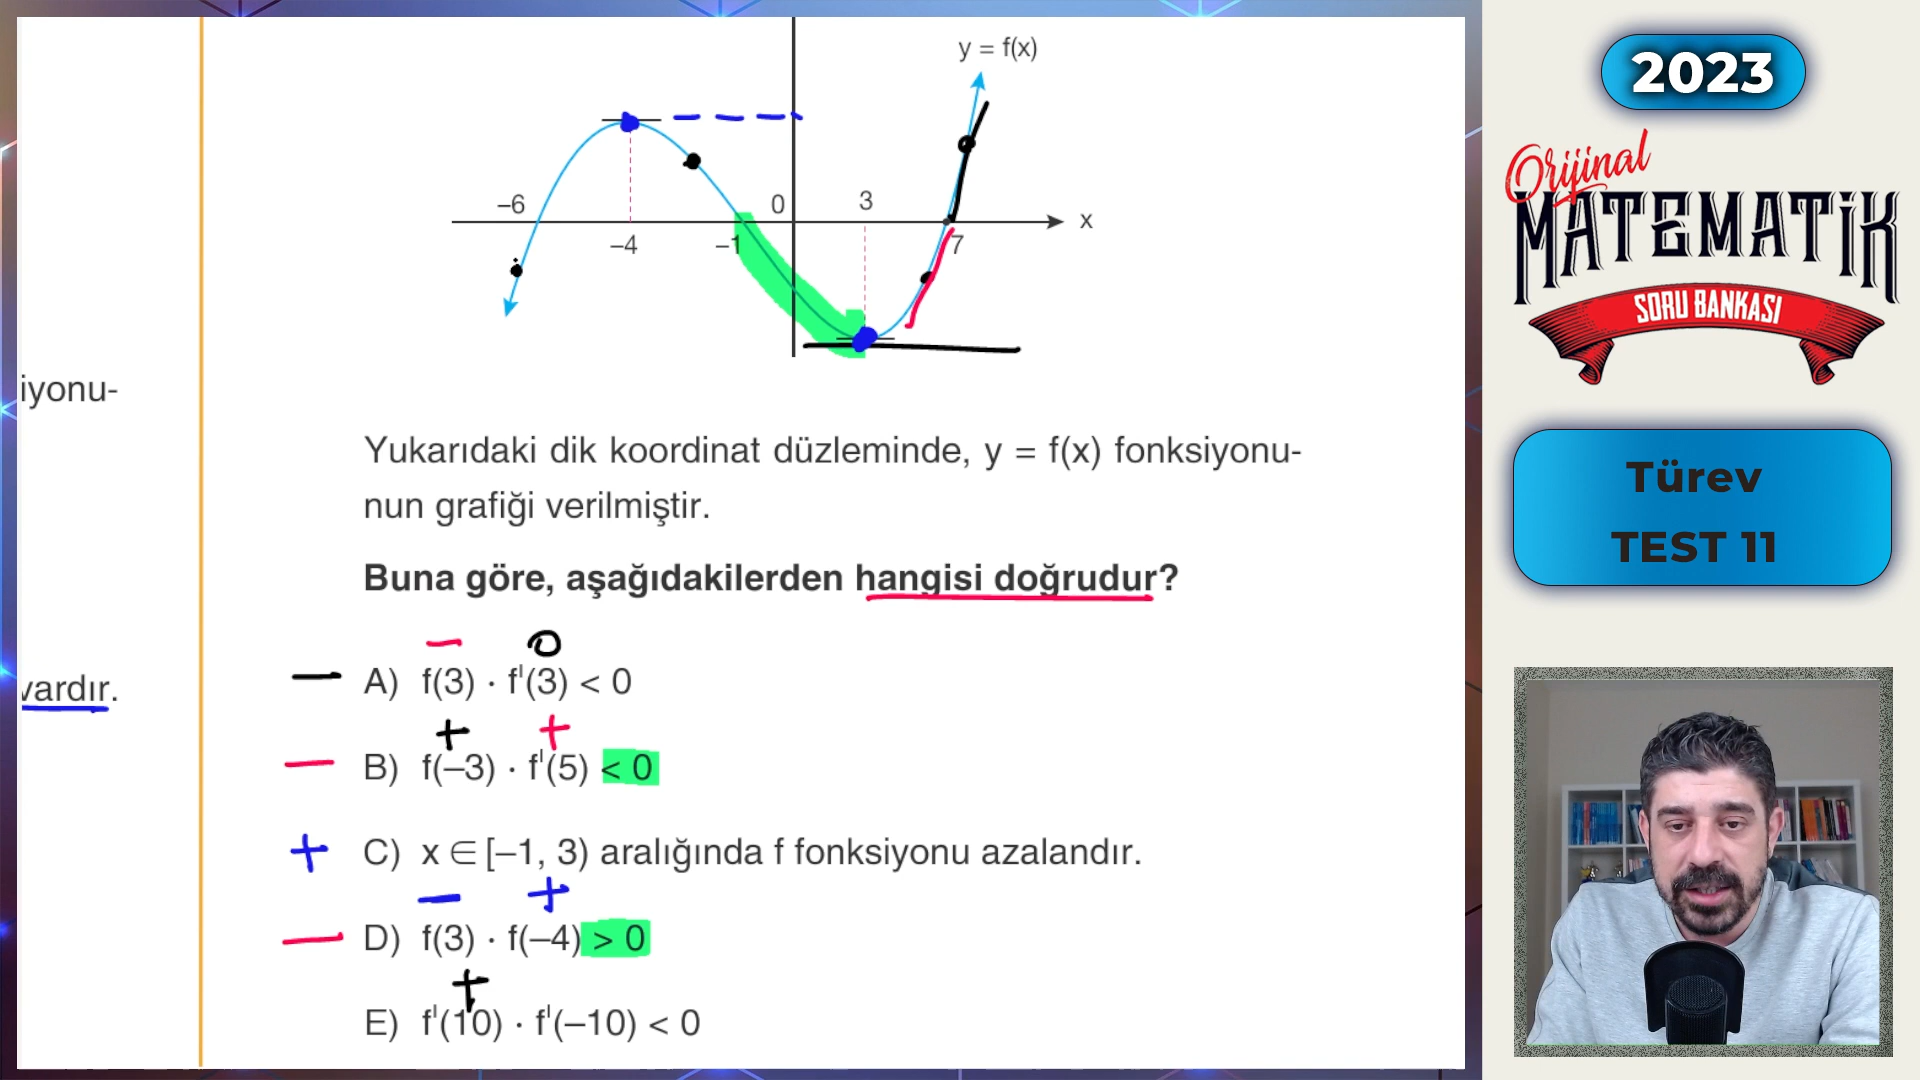 y = f(x)
–6
0
3
x
–4
–1
7
iyonu-
vardır.
Yukarıdaki dik koordinat düzleminde, y = f(x) fonksiyonu-
nun grafiği verilmiştir.
Buna göre, aşağıdakilerden hangisi doğrudur?
– 0
– A) f(3) · f'(3) < 0
+ +
– B) f(–3) · f'(5) < 0
+ C) x ∈ [–1, 3) aralığında f fonksiyonu azalandır.
– +
– D) f(3) · f(–4) > 0
+
E) f'(10) · f'(–10) < 0
2023
Orijinal
MATEMATİK
SORU BANKASI
Türev
TEST 11